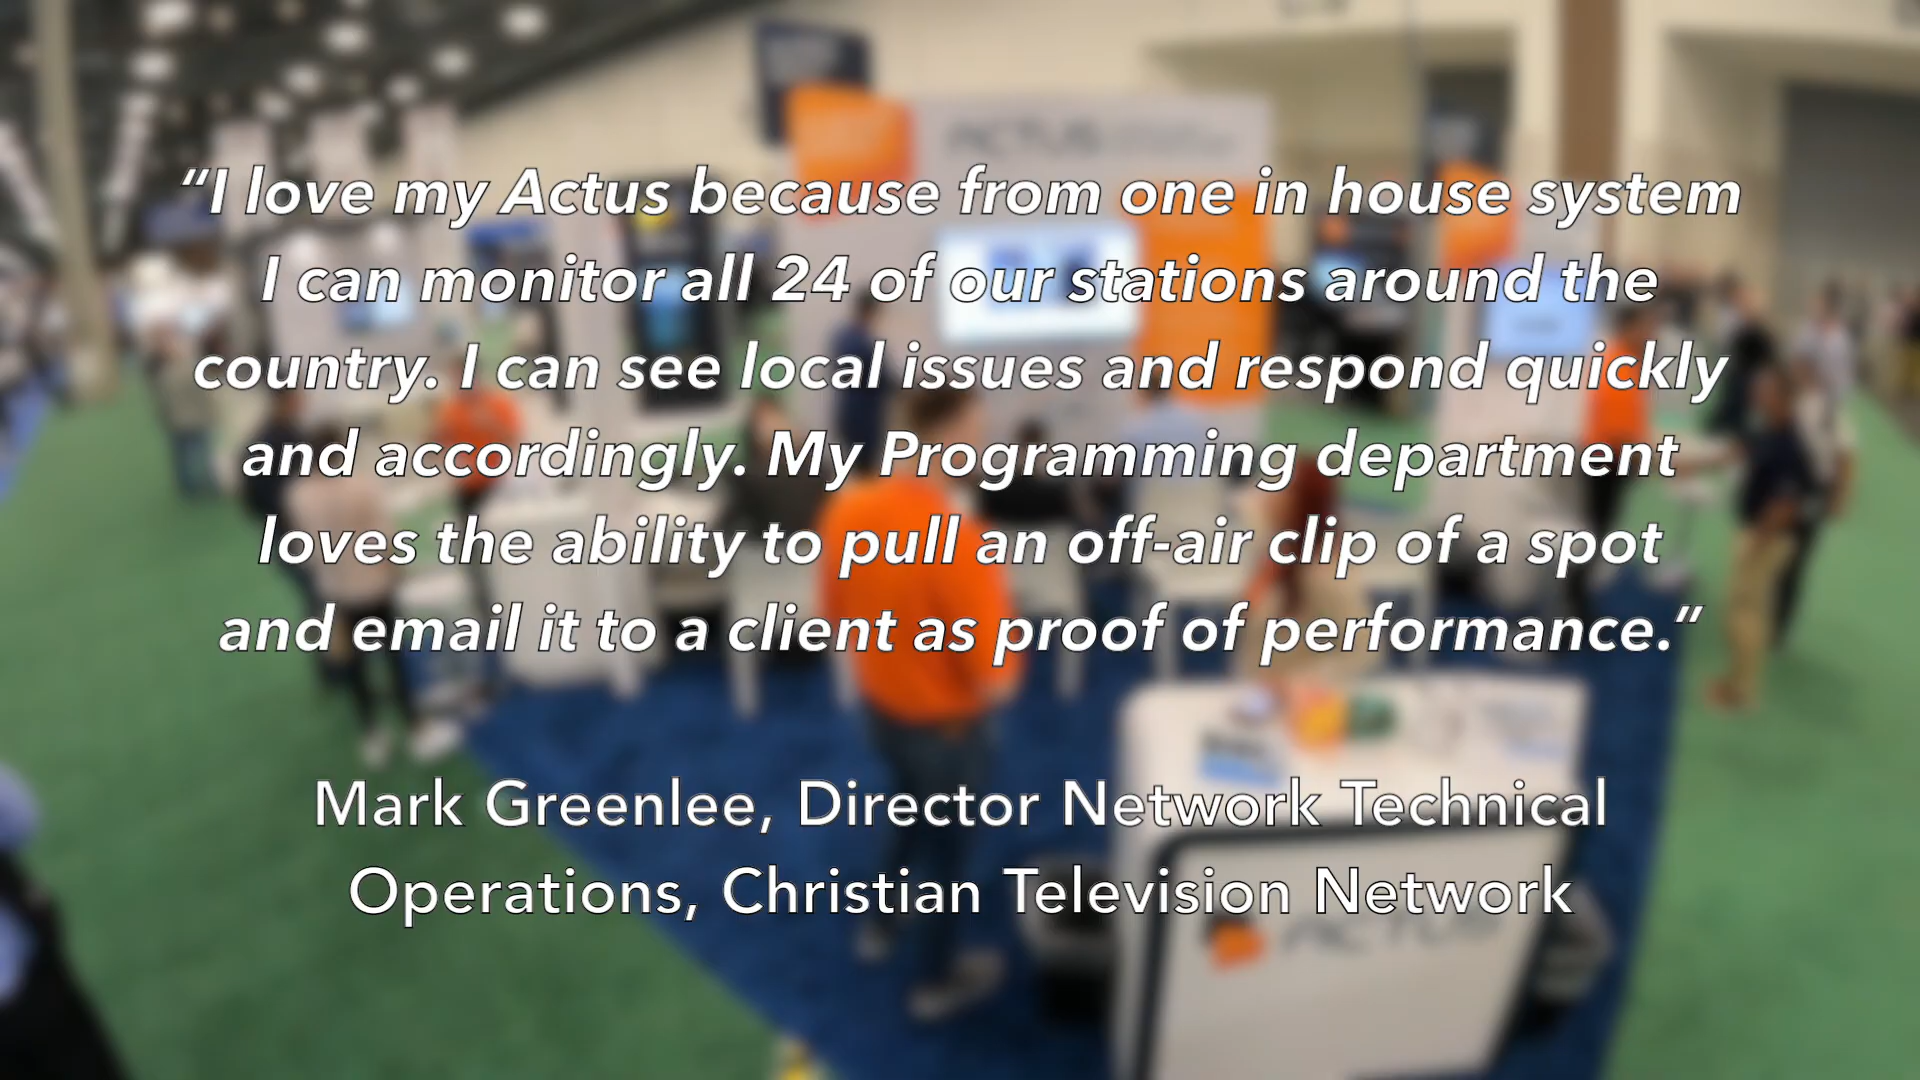 ACTUS
“I love my Actus because from one in house system
I can monitor all 24 of our stations around the
country. I can see local issues and respond quickly
and accordingly. My Programming department
loves the ability to pull an off-air clip of a spot
and email it to a client as proof of performance.”
Mark Greenlee, Director Network Technical
Operations, Christian Television Network
ACTUS